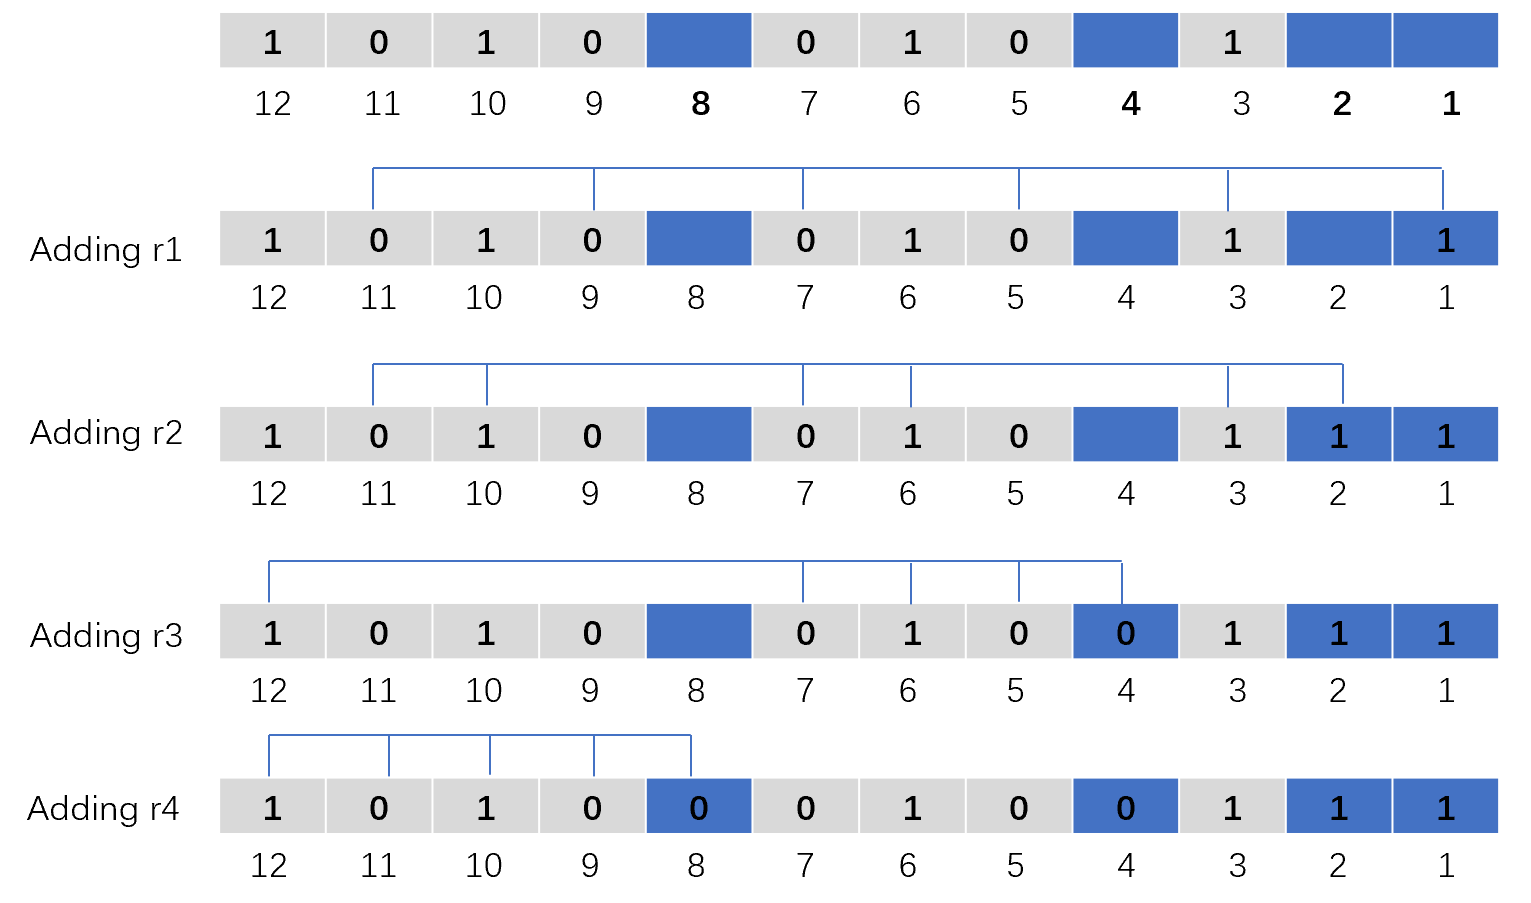 1 0 1 0 0 1 0 1
12 11 10 9 8 7 6 5 4 3 2 1
Adding r1 1 0 1 0 0 1 0 1 1
12 11 10 9 8 7 6 5 4 3 2 1
Adding r2 1 0 1 0 0 1 0 1 1 1
12 11 10 9 8 7 6 5 4 3 2 1
Adding r3 1 0 1 0 0 1 0 0 1 1 1
12 11 10 9 8 7 6 5 4 3 2 1
Adding r4 1 0 1 0 0 0 1 0 0 1 1 1
12 11 10 9 8 7 6 5 4 3 2 1